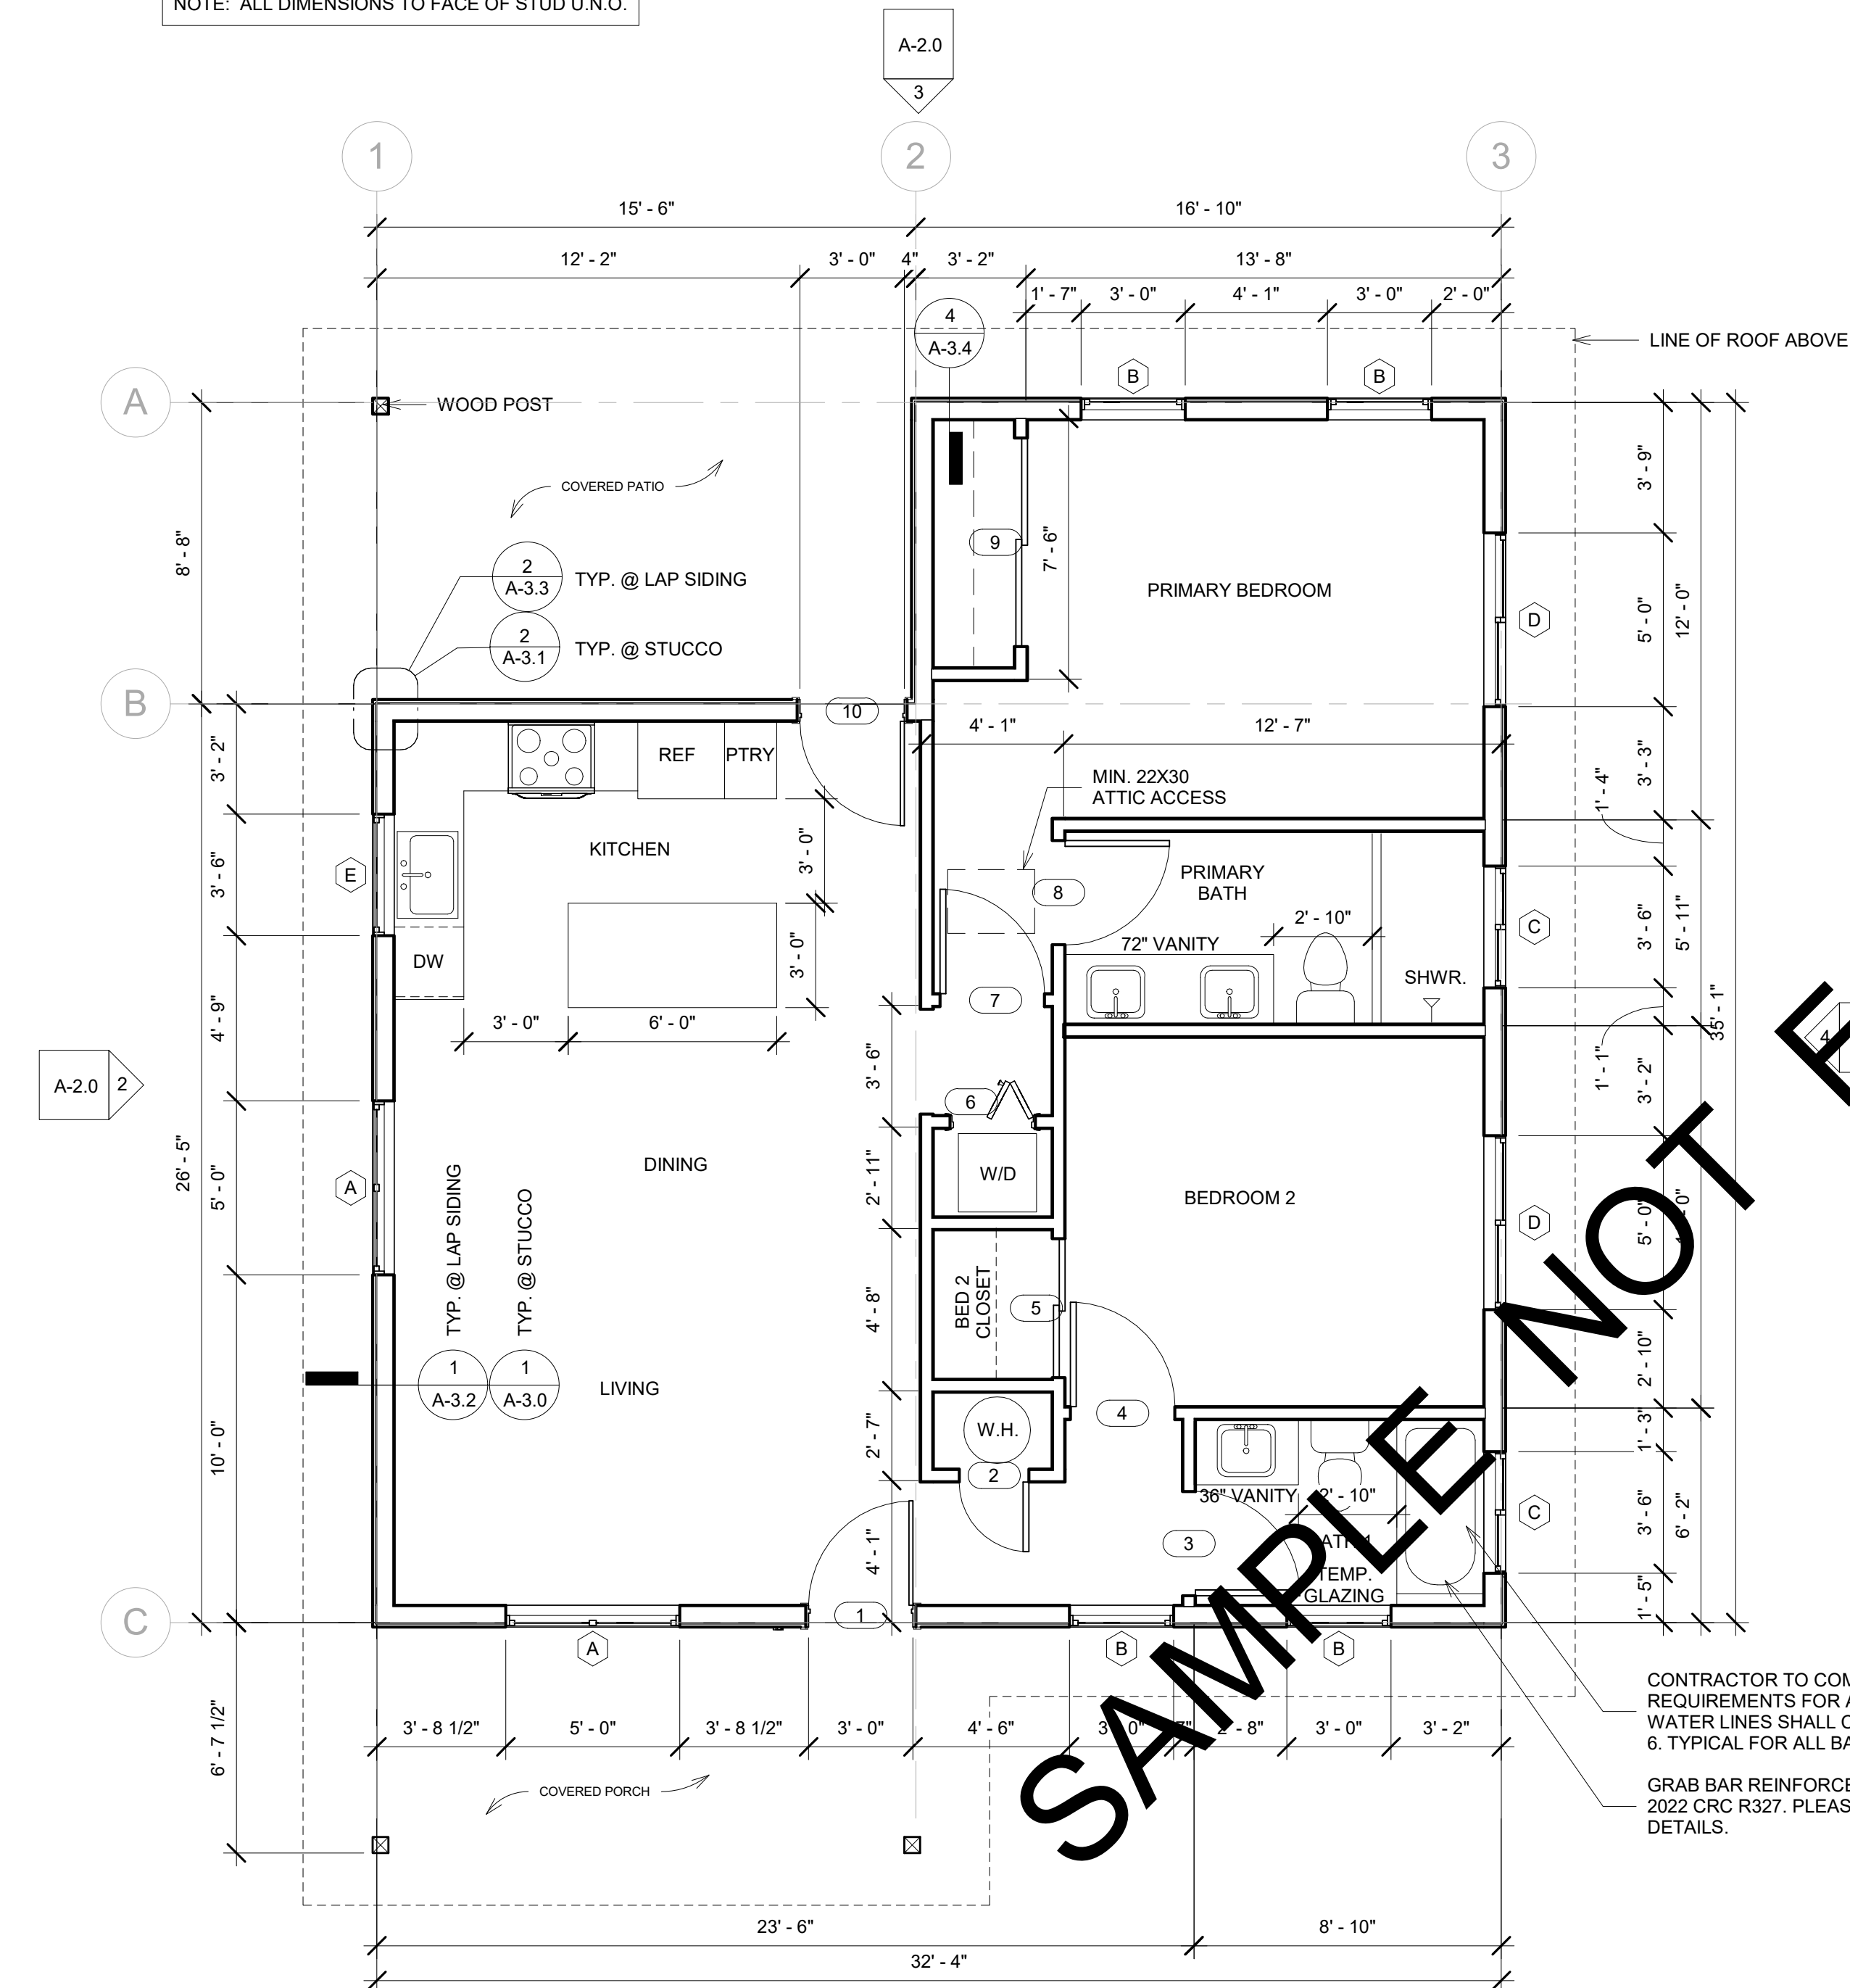 NOTE: ALL DIMENSIONS TO FACE OF STUD U.N.O.
A-2.0
3
1
2
3
15' - 6"
16' - 10"
12' - 2"
3' - 0"
4"
3' - 2"
13' - 8"
1' - 7"
3' - 0"
4' - 1"
3' - 0"
2' - 0"
4
A-3.4
LINE OF ROOF ABOVE
B
B
A
WOOD POST
COVERED PATIO
3' - 9"
8' - 8"
9
7' - 6"
2
A-3.3
TYP. @ LAP SIDING
PRIMARY BEDROOM
D
5' - 0"
12' - 0"
2
A-3.1
TYP. @ STUCCO
B
10
4' - 1"
12' - 7"
3' - 2"
REF
PTRY
3' - 3"
MIN. 22X30
ATTIC ACCESS
1' - 4"
KITCHEN
3' - 0"
E
3' - 6"
PRIMARY
BATH
8
2' - 10"
C
3' - 6"
5' - 11"
72" VANITY
DW
3' - 0"
SHWR.
7
4' - 9"
3' - 0"
6' - 0"
35' - 1"
4
3' - 6"
1' - 1"
3' - 2"
A-2.0
2
6
26' - 5"
DINING
2' - 11"
W/D
A
5' - 0"
BEDROOM 2
D
5' - 0"
TYP. @ LAP SIDING
TYP. @ STUCCO
4' - 8"
BED 2
CLOSET
5
2' - 10"
1
A-3.2
1
A-3.0
LIVING
4
10' - 0"
2' - 7"
W.H.
2
1' - 3"
36" VANITY
2' - 10"
C
3' - 6"
6' - 2"
4' - 1"
3
TEMP.
GLAZING
1' - 5"
C
1
A
B
B
6' - 7 1/2"
3' - 8 1/2"
5' - 0"
3' - 8 1/2"
3' - 0"
4' - 6"
3' - 0"
7"
2' - 8"
3' - 0"
3' - 2"
CONTRACTOR TO
REQUIREMENTS FOR
WATER LINES SHALL
6. TYPICAL FOR ALL
COVERED PORCH
GRAB BAR
2022 CRC R327.
DETAILS.
23' - 6"
8' - 10"
32' - 4"
SAMPLE NOT